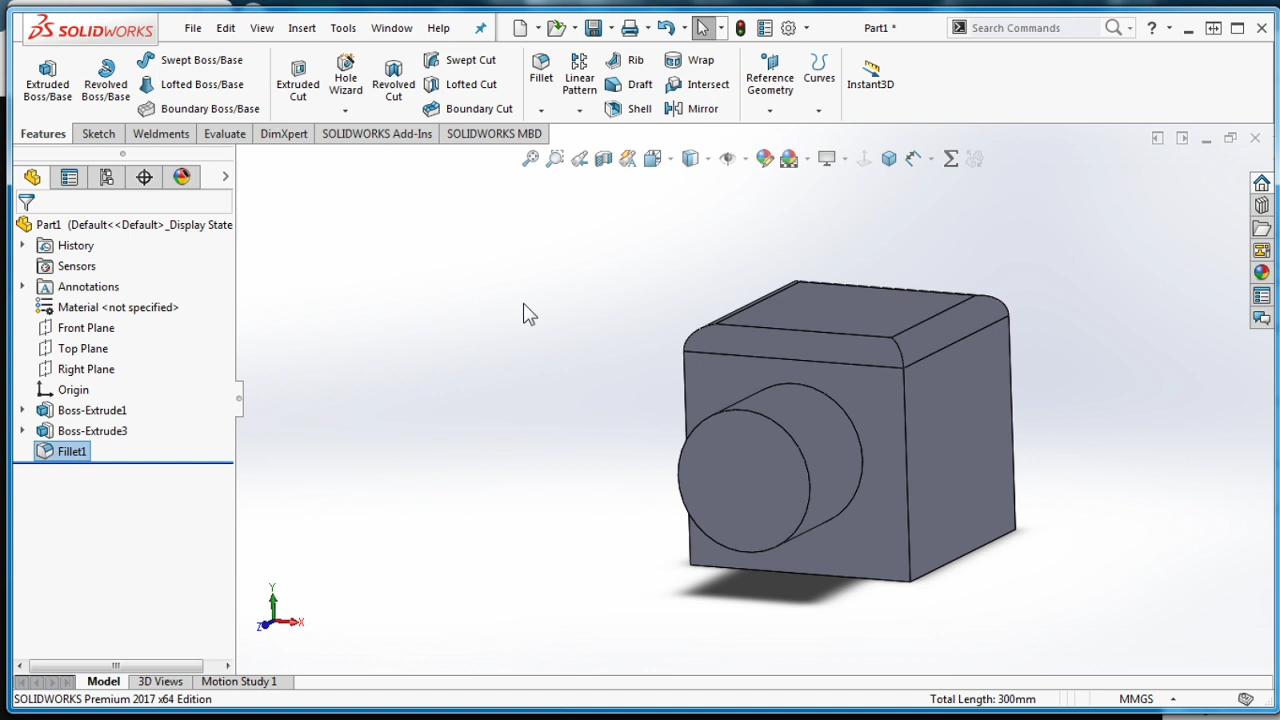 SOLIDWORKS File Edit View Insert Tools Window Help Part1 * Search Commands ?
Extruded Boss/Base
Revolved Boss/Base
Swept Boss/Base
Lofted Boss/Base
Boundary Boss/Base
Extruded Cut
Hole Wizard
Revolved Cut
Swept Cut
Lofted Cut
Boundary Cut
Fillet
Linear Pattern
Rib
Draft
Shell
Wrap
Intersect
Mirror
Reference Geometry
Curves
Instant3D
Features Sketch Weldments Evaluate DimXpert SOLIDWORKS Add-Ins SOLIDWORKS MBD
Part1 (Default<<Default>_Display State
History
Sensors
A Annotations
Material <not specified>
Front Plane
Top Plane
Right Plane
Origin
Boss-Extrude1
Boss-Extrude3
Fillet1
Y
Z X
Model 3D Views Motion Study 1
SOLIDWORKS Premium 2017 x64 Edition Total Length: 300mm MMGS